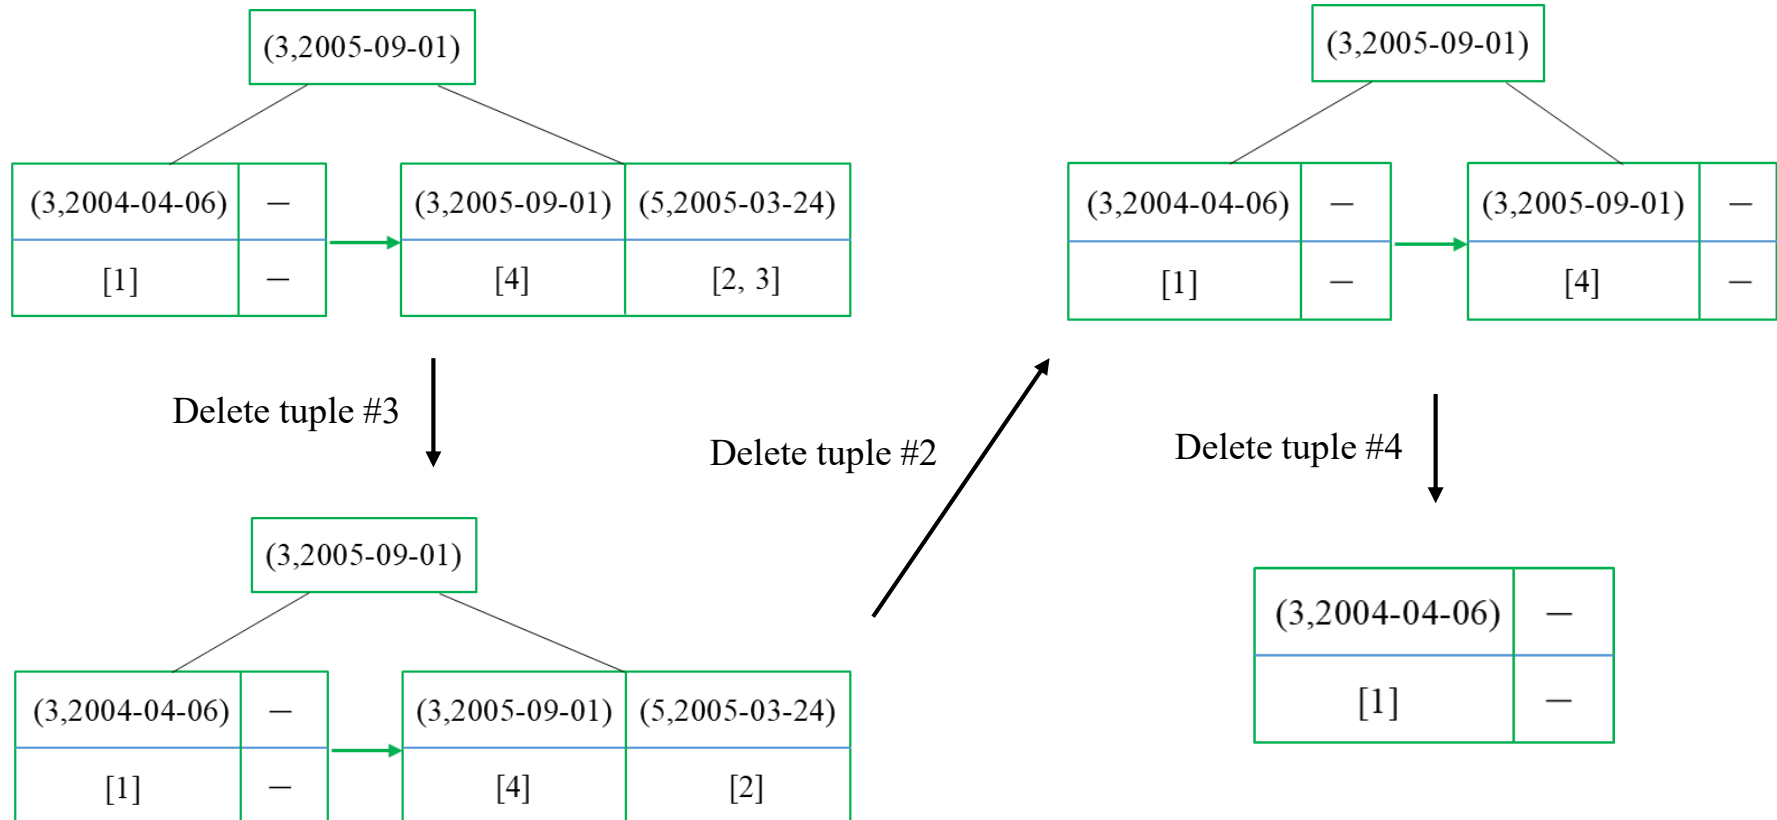 (3,2005-09-01)
(3,2004-04-06) — (3,2005-09-01) (5,2005-03-24)
[1] — [4] [2, 3]
Delete tuple #3
(3,2005-09-01)
(3,2004-04-06) — (3,2005-09-01) (5,2005-03-24)
[1] — [4] [2]
Delete tuple #2
(3,2005-09-01)
(3,2004-04-06) — (3,2005-09-01) —
[1] — [4] —
Delete tuple #4
(3,2004-04-06) —
[1] —